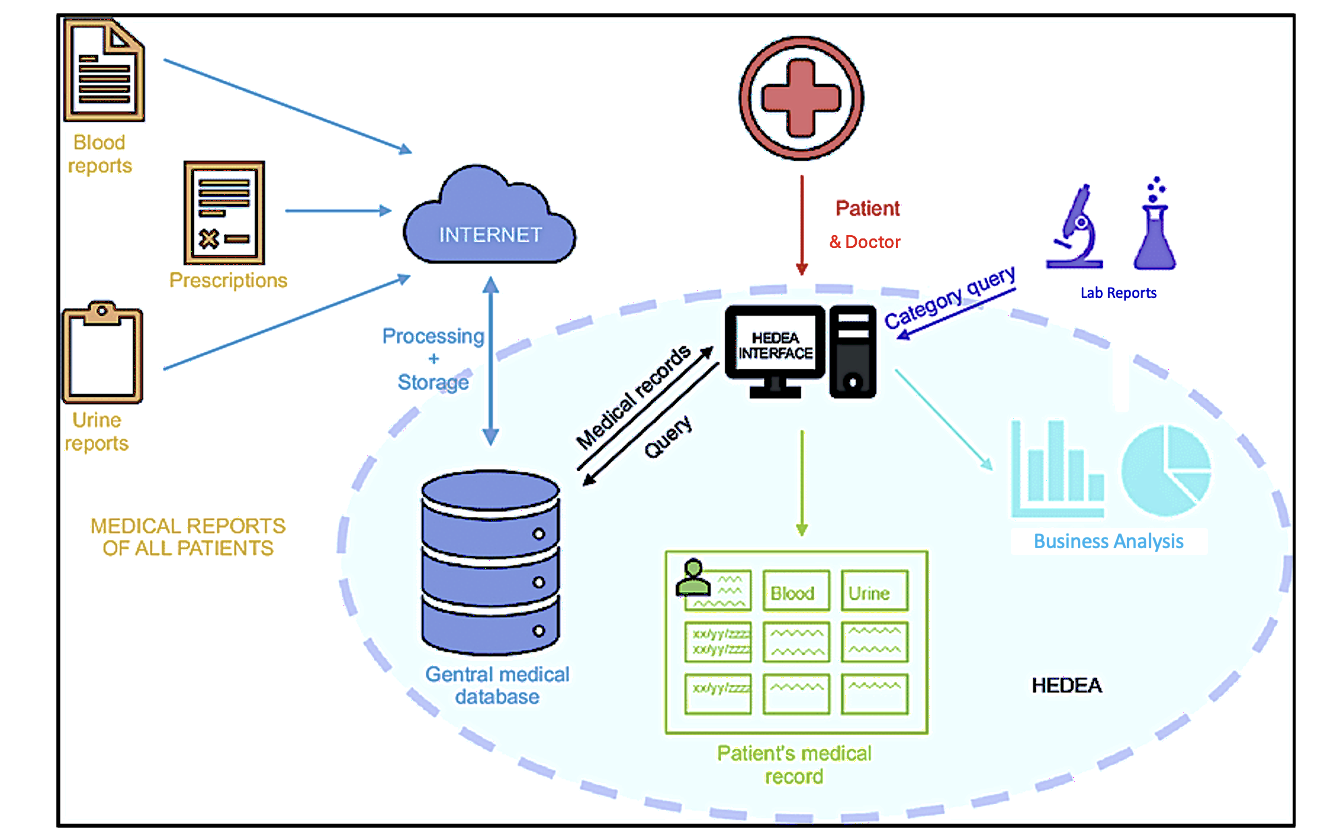 Blood
reports
Prescriptions
Urine
reports
MEDICAL REPORTS
OF ALL PATIENTS
INTERNET
Processing
+
Storage
Gentral medical
database
Medical records
Query
Patient
& Doctor
HEDEA
INTERFACE
Category query
Lab Reports
Business Analysis
Blood
Urine
xx/yy/zzzz
xx/yy/zzzz
xx/yy/zzzz
Patient's medical
record
HEDEA